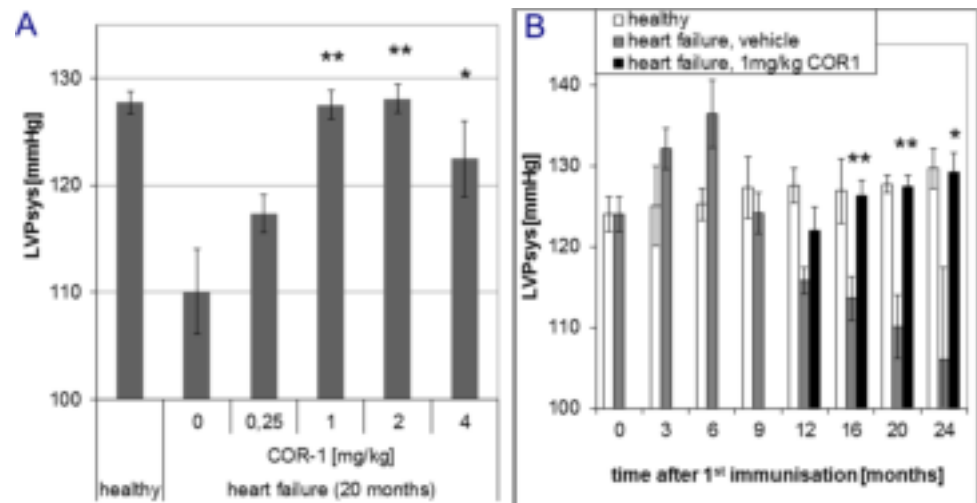 A
LVPsys [mmHg]
130
120
110
100
**
**
*
0
0,25
1
2
4
COR-1 [mg/kg]
healthy
heart failure (20 months)
B
healthy
heart failure, vehicle
heart failure, 1mg/kg COR1
LVPsys [mmHg]
140
130
120
110
100
**
**
*
0
3
6
9
12
16
20
24
time after 1st immunisation [months]